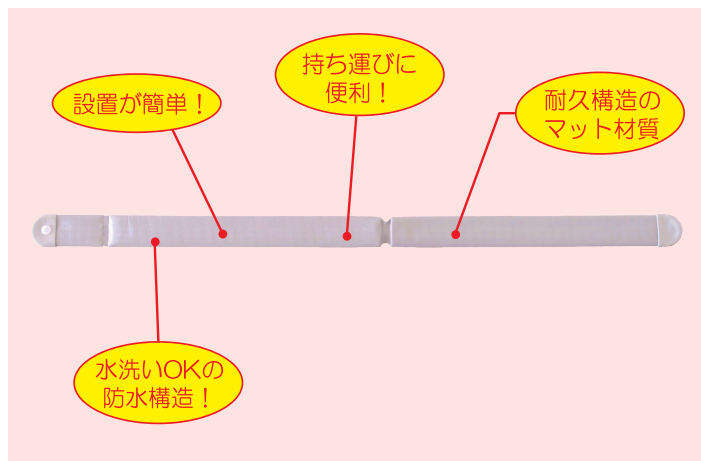 設置が簡単！
持ち運びに
便利！
耐久構造の
マット材質
水洗いOKの
防水構造！